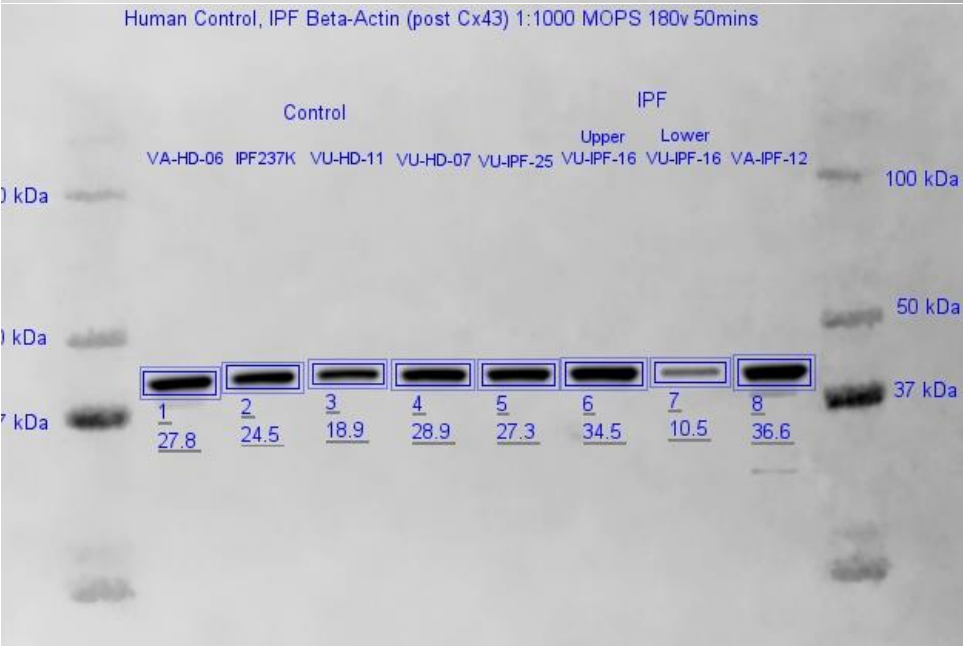 Human Control, IPF Beta-Actin (post Cx43) 1:1000 MOPS 180v 50mins
Control
IPF
Upper Lower
VA-HD-06 IPF237K VU-HD-11 VU-HD-07 VU-IPF-25 VU-IPF-16 VU-IPF-16 VA-IPF-12
0 kDa 100 kDa
0 kDa 50 kDa
7 kDa 37 kDa
1 2 3 4 5 6 7 8
27.8 24.5 18.9 28.9 27.3 34.5 10.5 36.6